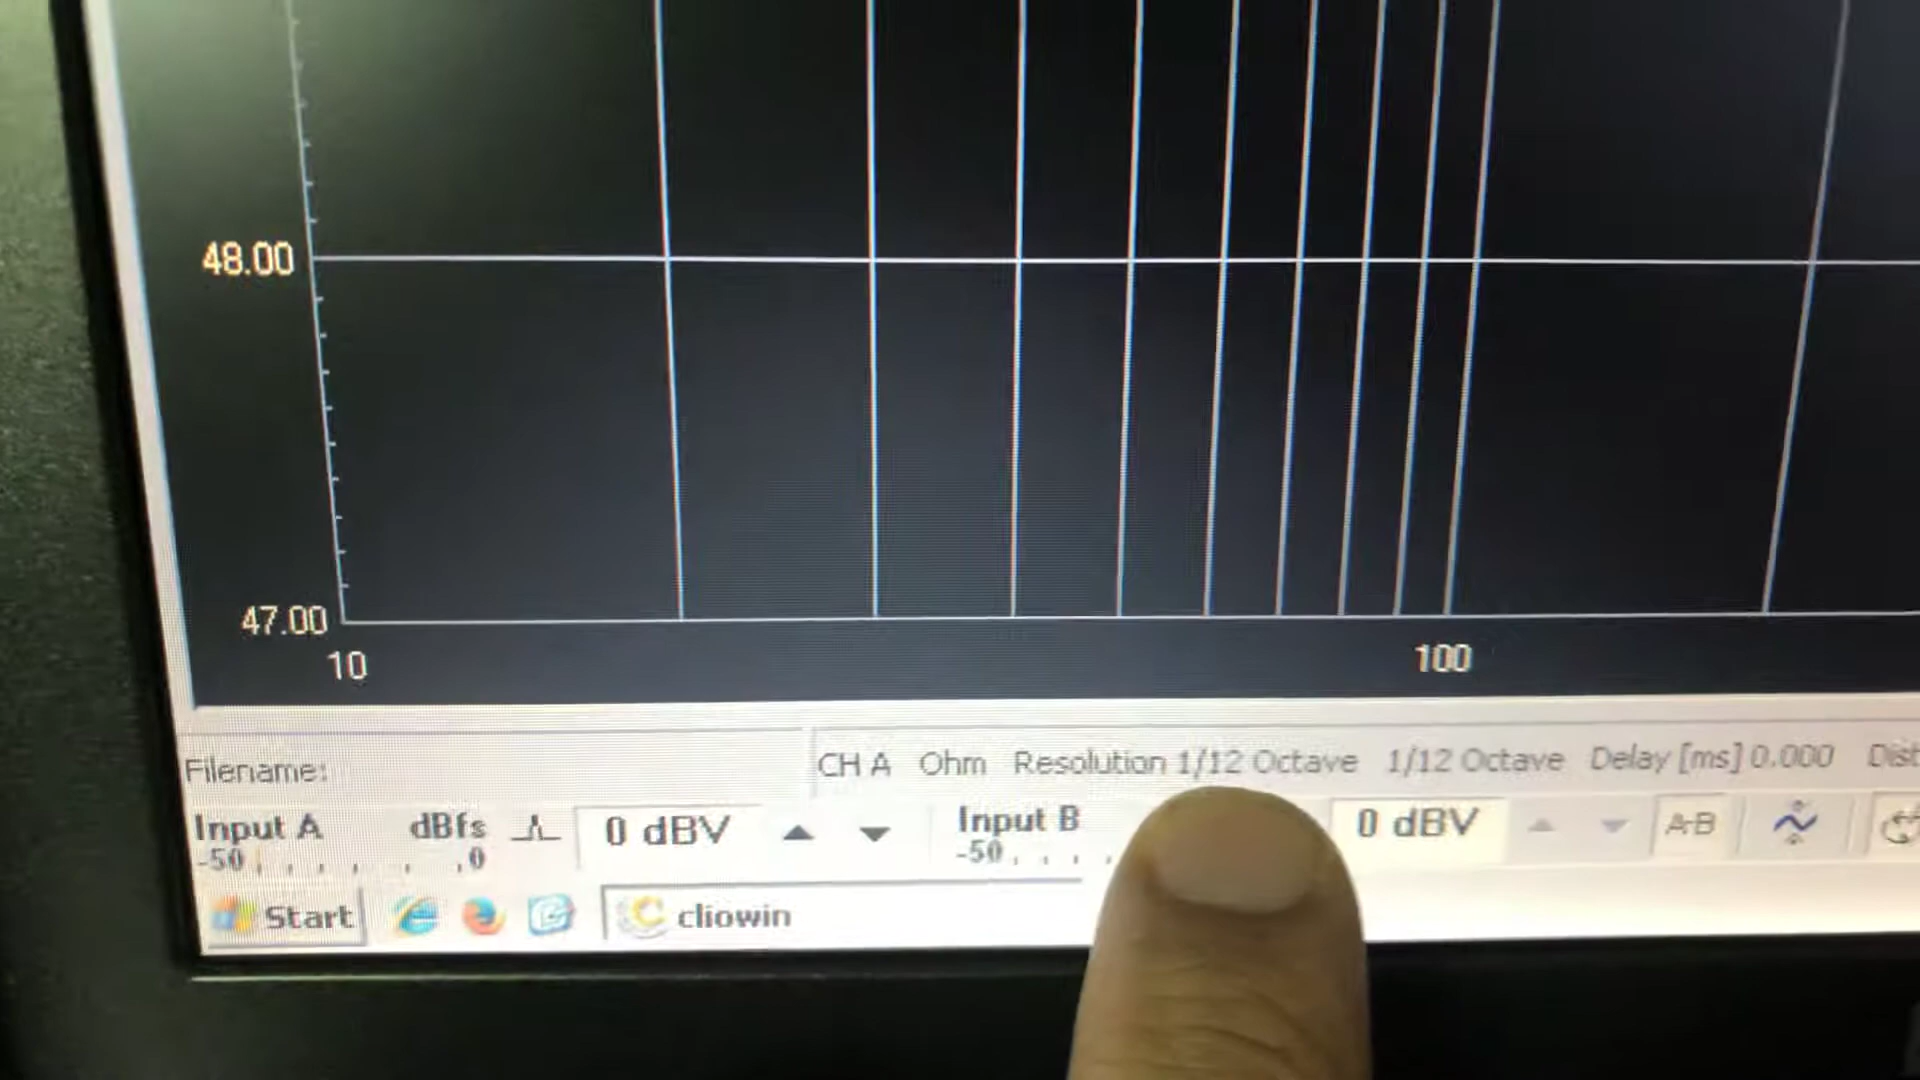 48.00
47.00
10 100
Filename: CH A Ohm Resolution 1/12 Octave 1/12 Octave Delay [ms] 0.000
Input A dBfs 0 dBV Input B 0 dBV A-B
-50 0 -50
Start cliowin